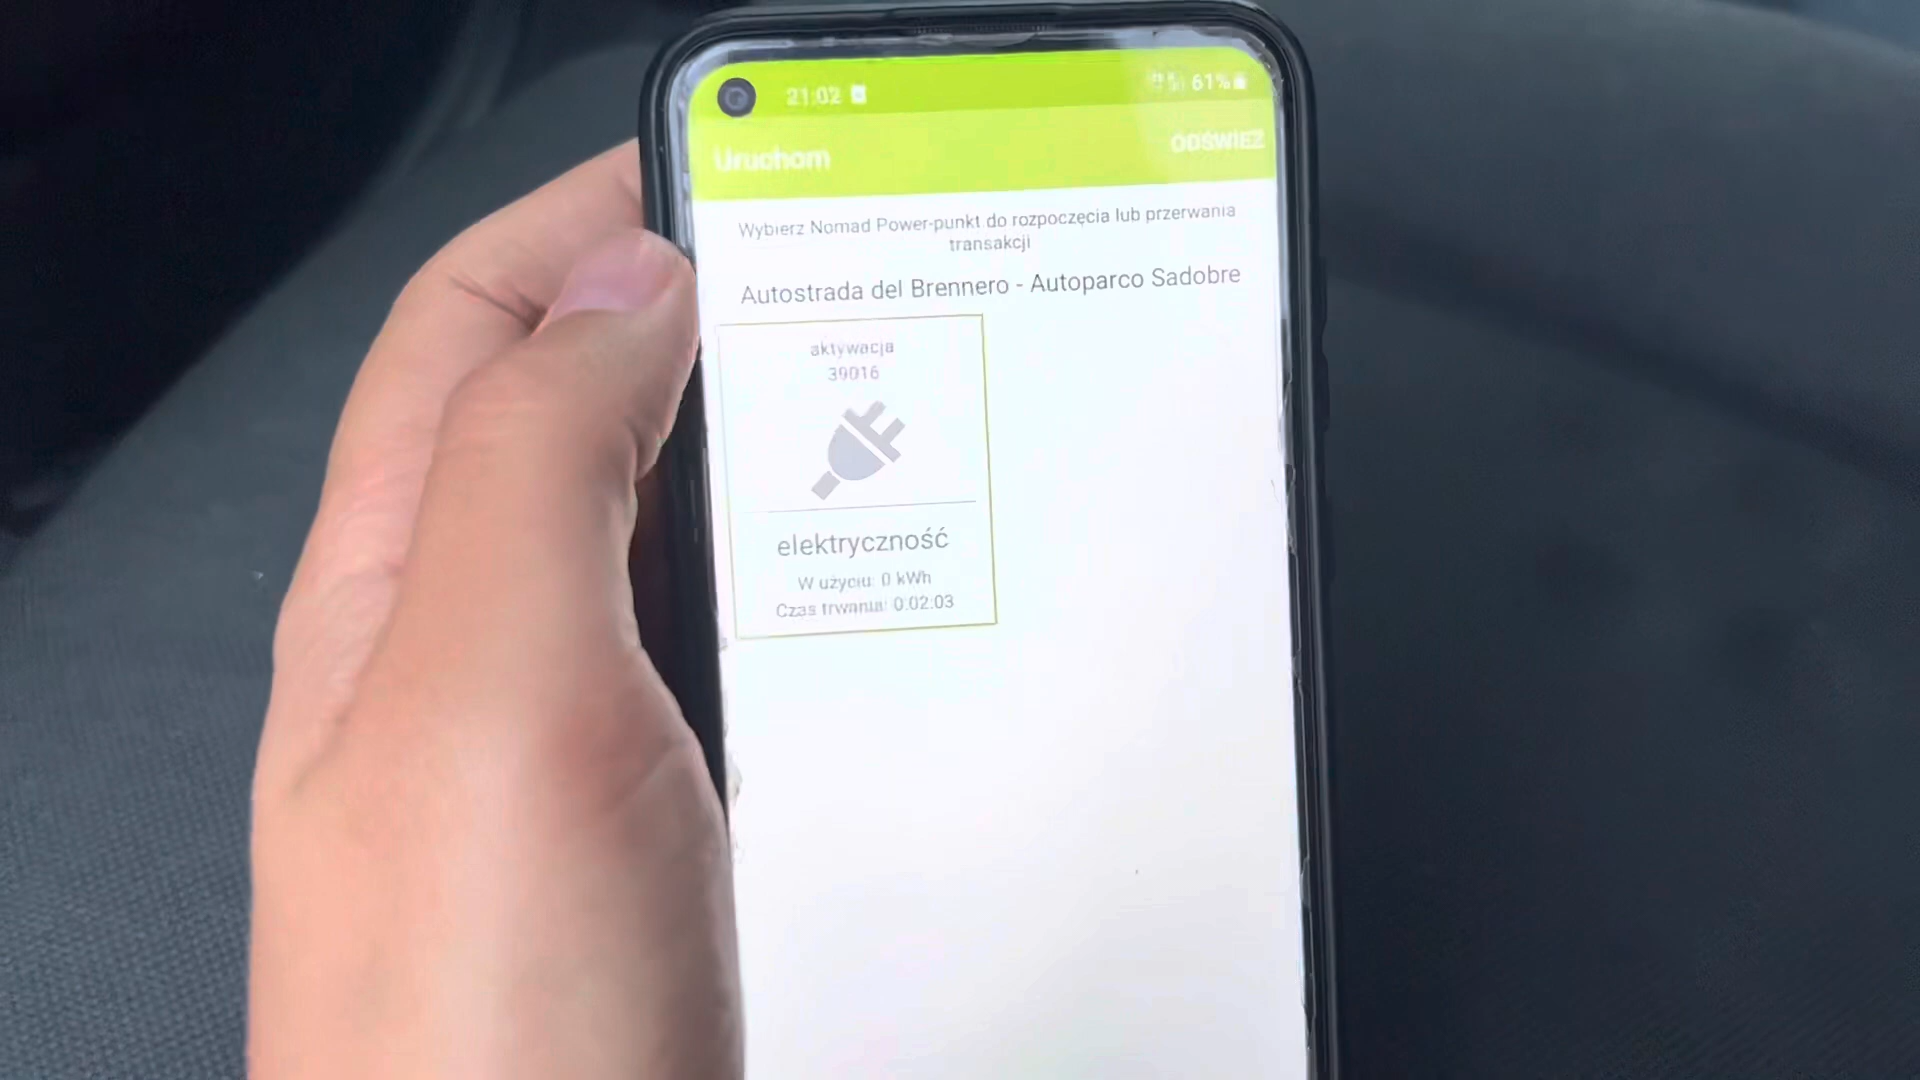 21:02
61%
Uruchom
ODŚWIEŻ
Wybierz Nomad Power-punkt do rozpoczęcia lub przerwania
transakcji
Autostrada del Brennero - Autoparco Sadobre
aktywacja
39016
elektryczność
W użyciu: 0 kWh
Czas trwania: 0:02:03